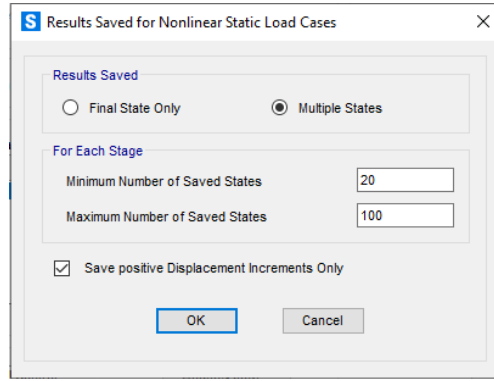 S Results Saved for Nonlinear Static Load Cases
Results Saved
Final State Only Multiple States
For Each Stage
Minimum Number of Saved States 20
Maximum Number of Saved States 100
Save positive Displacement Increments Only
OK Cancel